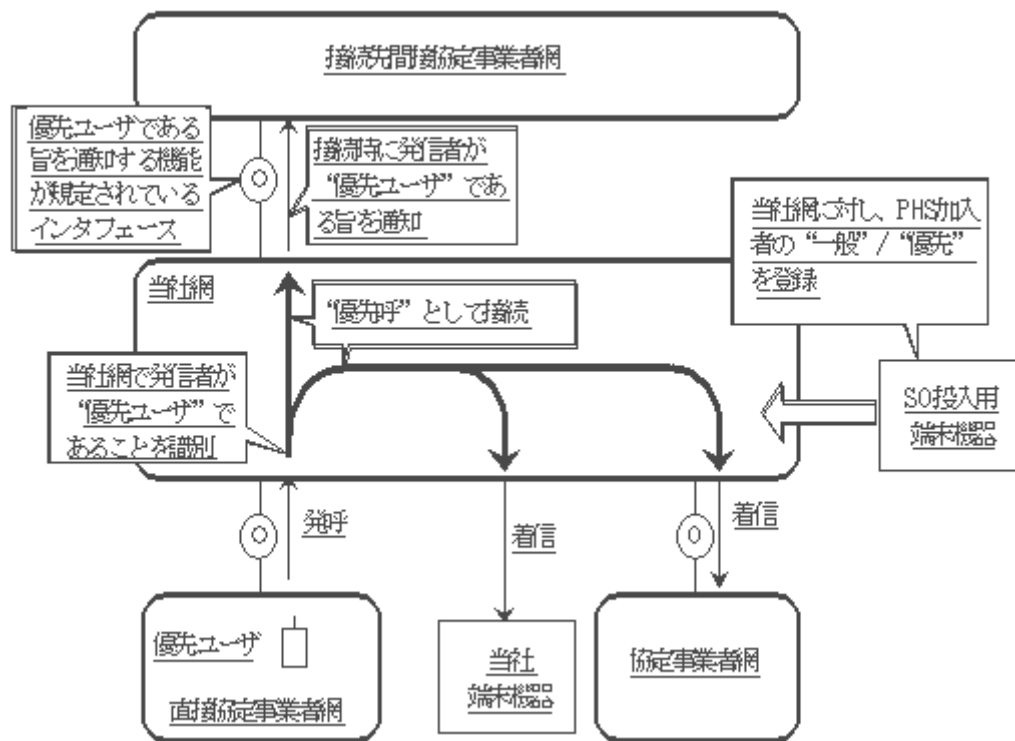 接続先間接協定事業者網
優先ユーザである
旨を通知する機能
が規定されている
インタフェース
接続時に発信者が
“優先ユーザ”であ
る旨を通知
当社網に対し、PHS加入
者の“一般”/“優先”
を登録
当社網
“優先呼”として接続
当社網で発信者が
“優先ユーザ”で
あることを識別
SO投入用
端末機器
発呼
着信
着信
優先ユーザ
直接協定事業者網
当社
端末機器
協定事業者網